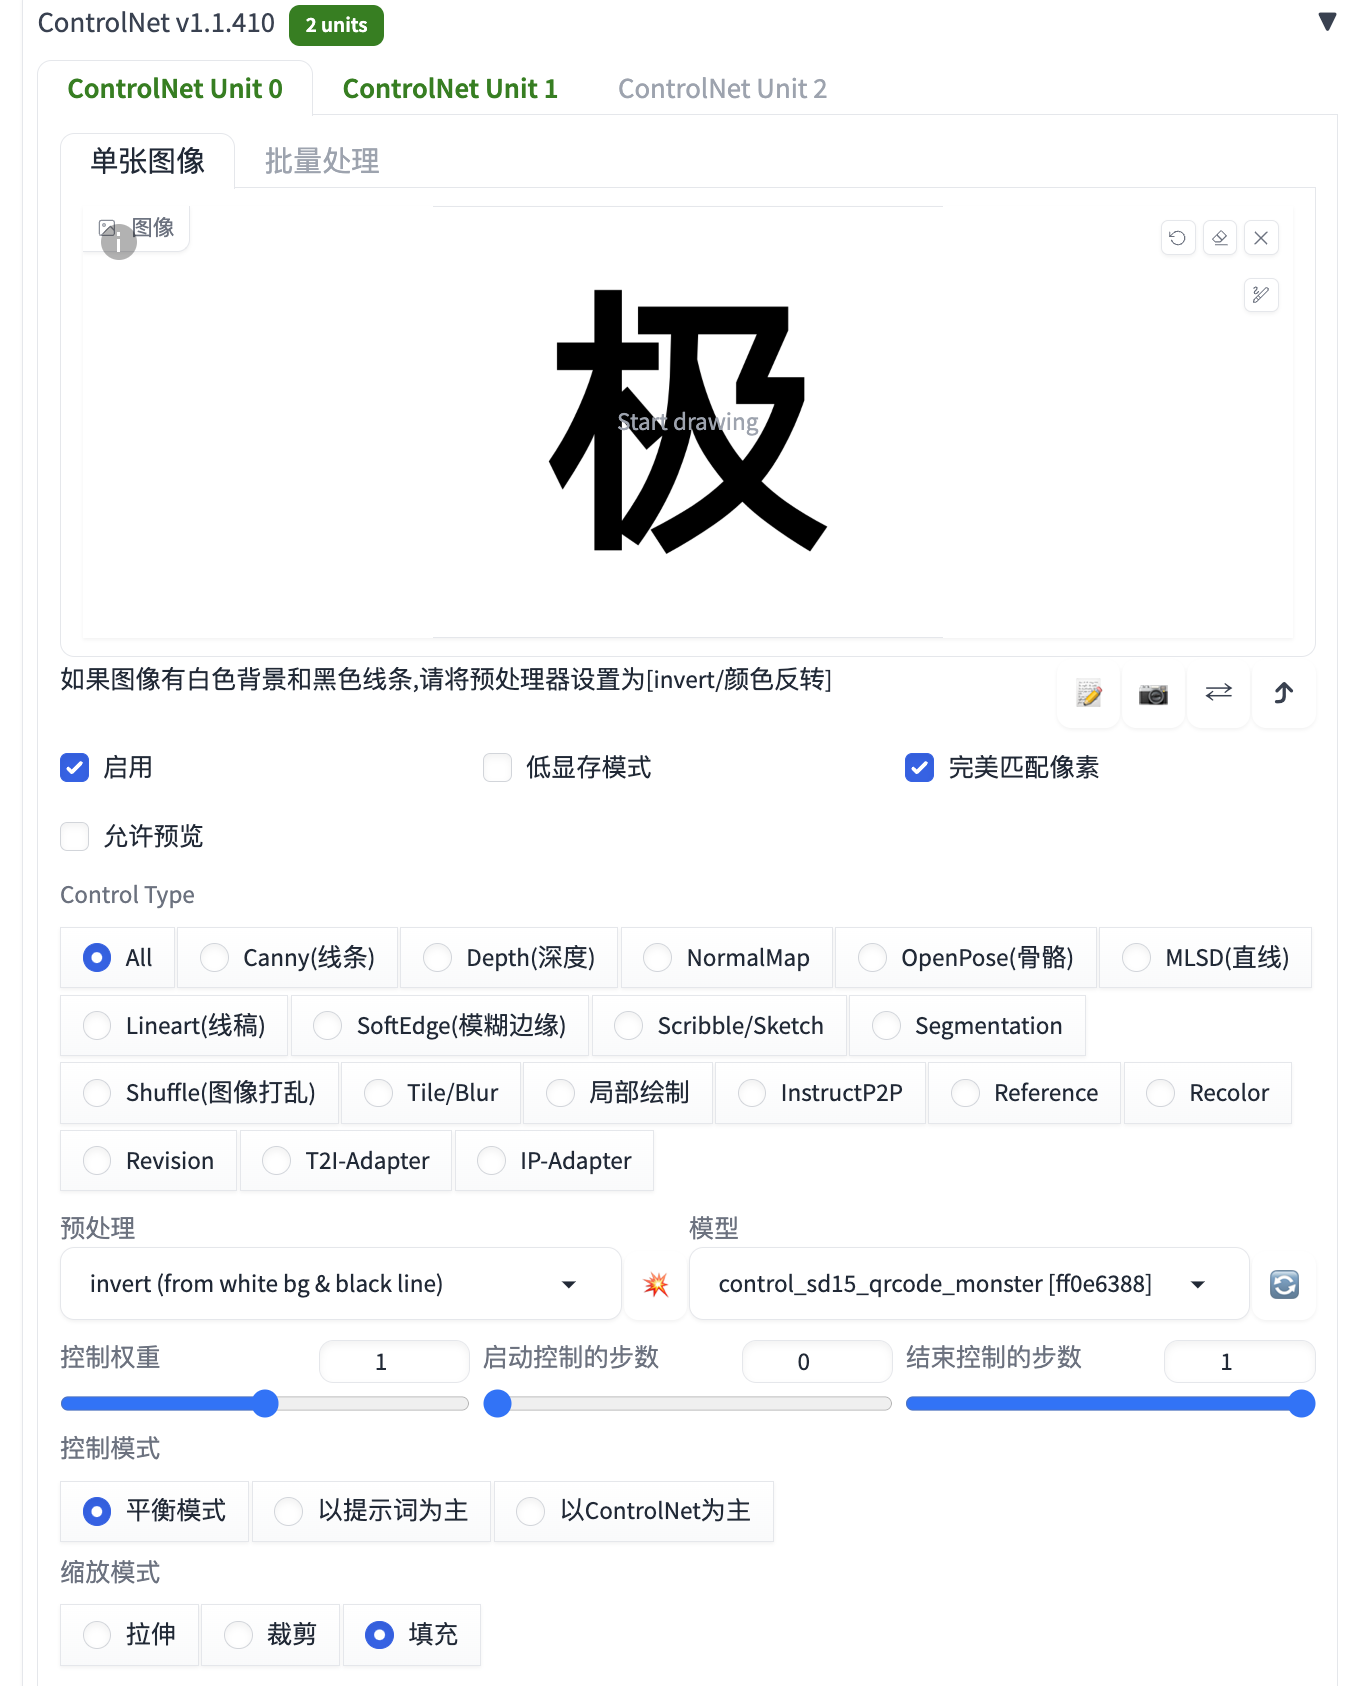 ControlNet v1.1.410 2 units
ControlNet Unit 0 ControlNet Unit 1 ControlNet Unit 2
单张图像 批量处理
图像
极
Start drawing
如果图像有白色背景和黑色线条,请将预处理器设置为[invert/颜色反转]
启用 低显存模式 完美匹配像素
允许预览
Control Type
All Canny(线条) Depth(深度) NormalMap OpenPose(骨骼) MLSD(直线)
Lineart(线稿) SoftEdge(模糊边缘) Scribble/Sketch Segmentation
Shuffle(图像打乱) Tile/Blur 局部绘制 InstructP2P Reference Recolor
Revision T2I-Adapter IP-Adapter
预处理 模型
invert (from white bg & black line) control_sd15_qrcode_monster [ff0e6388]
控制权重 1 启动控制的步数 0 结束控制的步数 1
控制模式
平衡模式 以提示词为主 以ControlNet为主
缩放模式
拉伸 裁剪 填充